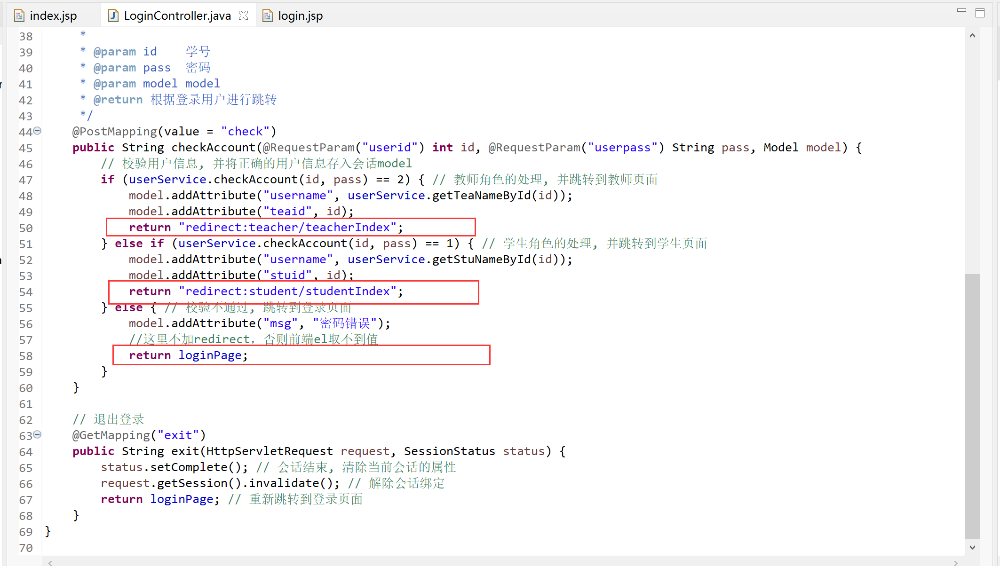 index.jsp LoginController.java login.jsp
38 *
39 * @param id 学号
40 * @param pass 密码
41 * @param model model
42 * @return 根据登录用户进行跳转
43 */
44 @PostMapping(value = "check")
45 public String checkAccount(@RequestParam("userid") int id, @RequestParam("userpass") String pass, Model model) {
46 // 校验用户信息, 并将正确的用户信息存入会话model
47 if (userService.checkAccount(id, pass) == 2) { // 教师角色的处理, 并跳转到教师页面
48 model.addAttribute("username", userService.getTeaNameById(id));
49 model.addAttribute("teaid", id);
50 return "redirect:teacher/teacherIndex";
51 } else if (userService.checkAccount(id, pass) == 1) { // 学生角色的处理, 并跳转到学生页面
52 model.addAttribute("username", userService.getStuNameById(id));
53 model.addAttribute("stuid", id);
54 return "redirect:student/studentIndex";
55 } else { // 校验不通过, 跳转到登录页面
56 model.addAttribute("msg", "密码错误");
57 //这里不加redirect，否则前端el取不到值
58 return loginPage;
59 }
60 }
61
62 // 退出登录
63 @GetMapping("exit")
64 public String exit(HttpServletRequest request, SessionStatus status) {
65 status.setComplete(); // 会话结束, 清除当前会话的属性
66 request.getSession().invalidate(); // 解除会话绑定
67 return loginPage; // 重新跳转到登录页面
68 }
69 }
70